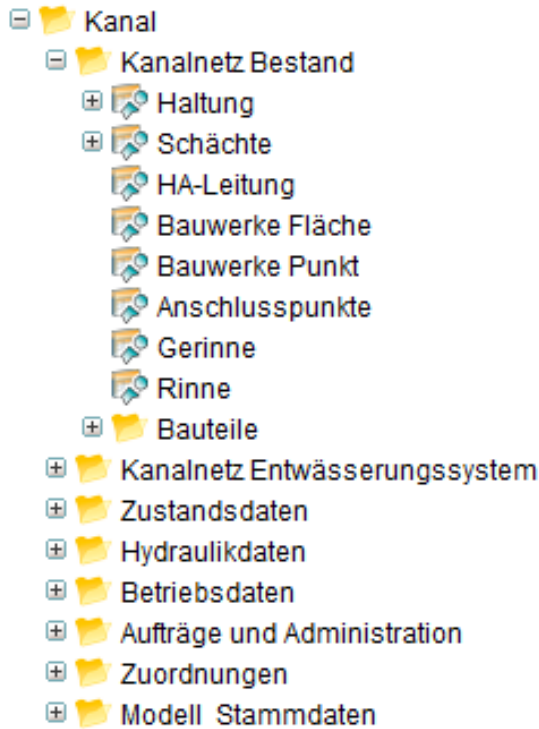 Kanal
Kanalnetz Bestand
Haltung
Schächte
HA-Leitung
Bauwerke Fläche
Bauwerke Punkt
Anschlusspunkte
Gerinne
Rinne
Bauteile
Kanalnetz Entwässerungssystem
Zustandsdaten
Hydraulikdaten
Betriebsdaten
Aufträge und Administration
Zuordnungen
Modell Stammdaten